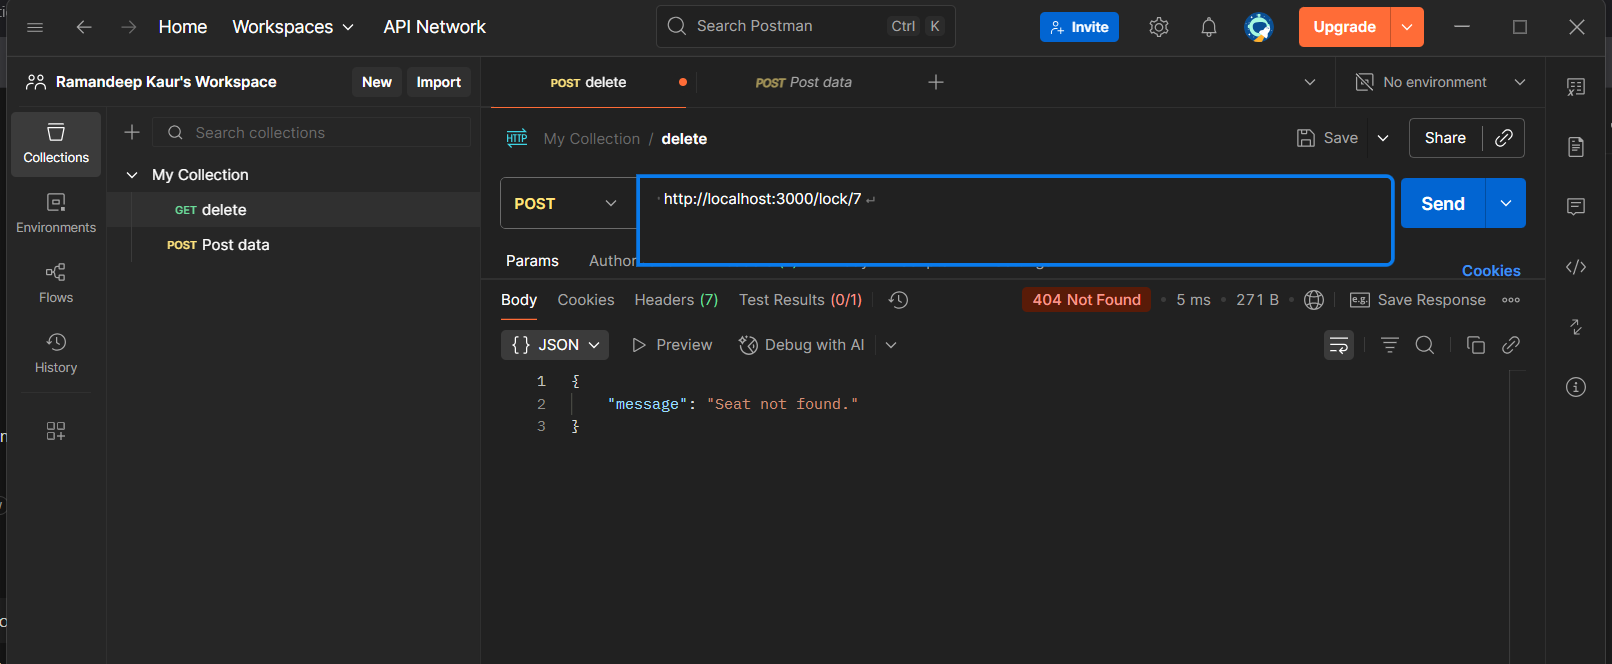 Home Workspaces API Network Search Postman Ctrl K Invite Upgrade
Ramandeep Kaur's Workspace New Import POST delete POST Post data No environment
Collections
Environments
Flows
History
Search collections
My Collection
GET delete
POST Post data
HTTP My Collection / delete Save Share
POST http://localhost:3000/lock/7 Send
Params Author Cookies
Body Cookies Headers (7) Test Results (0/1) 404 Not Found • 5 ms • 271 B • e.g. Save Response
{} JSON Preview Debug with AI
1 {
2 "message": "Seat not found."
3 }